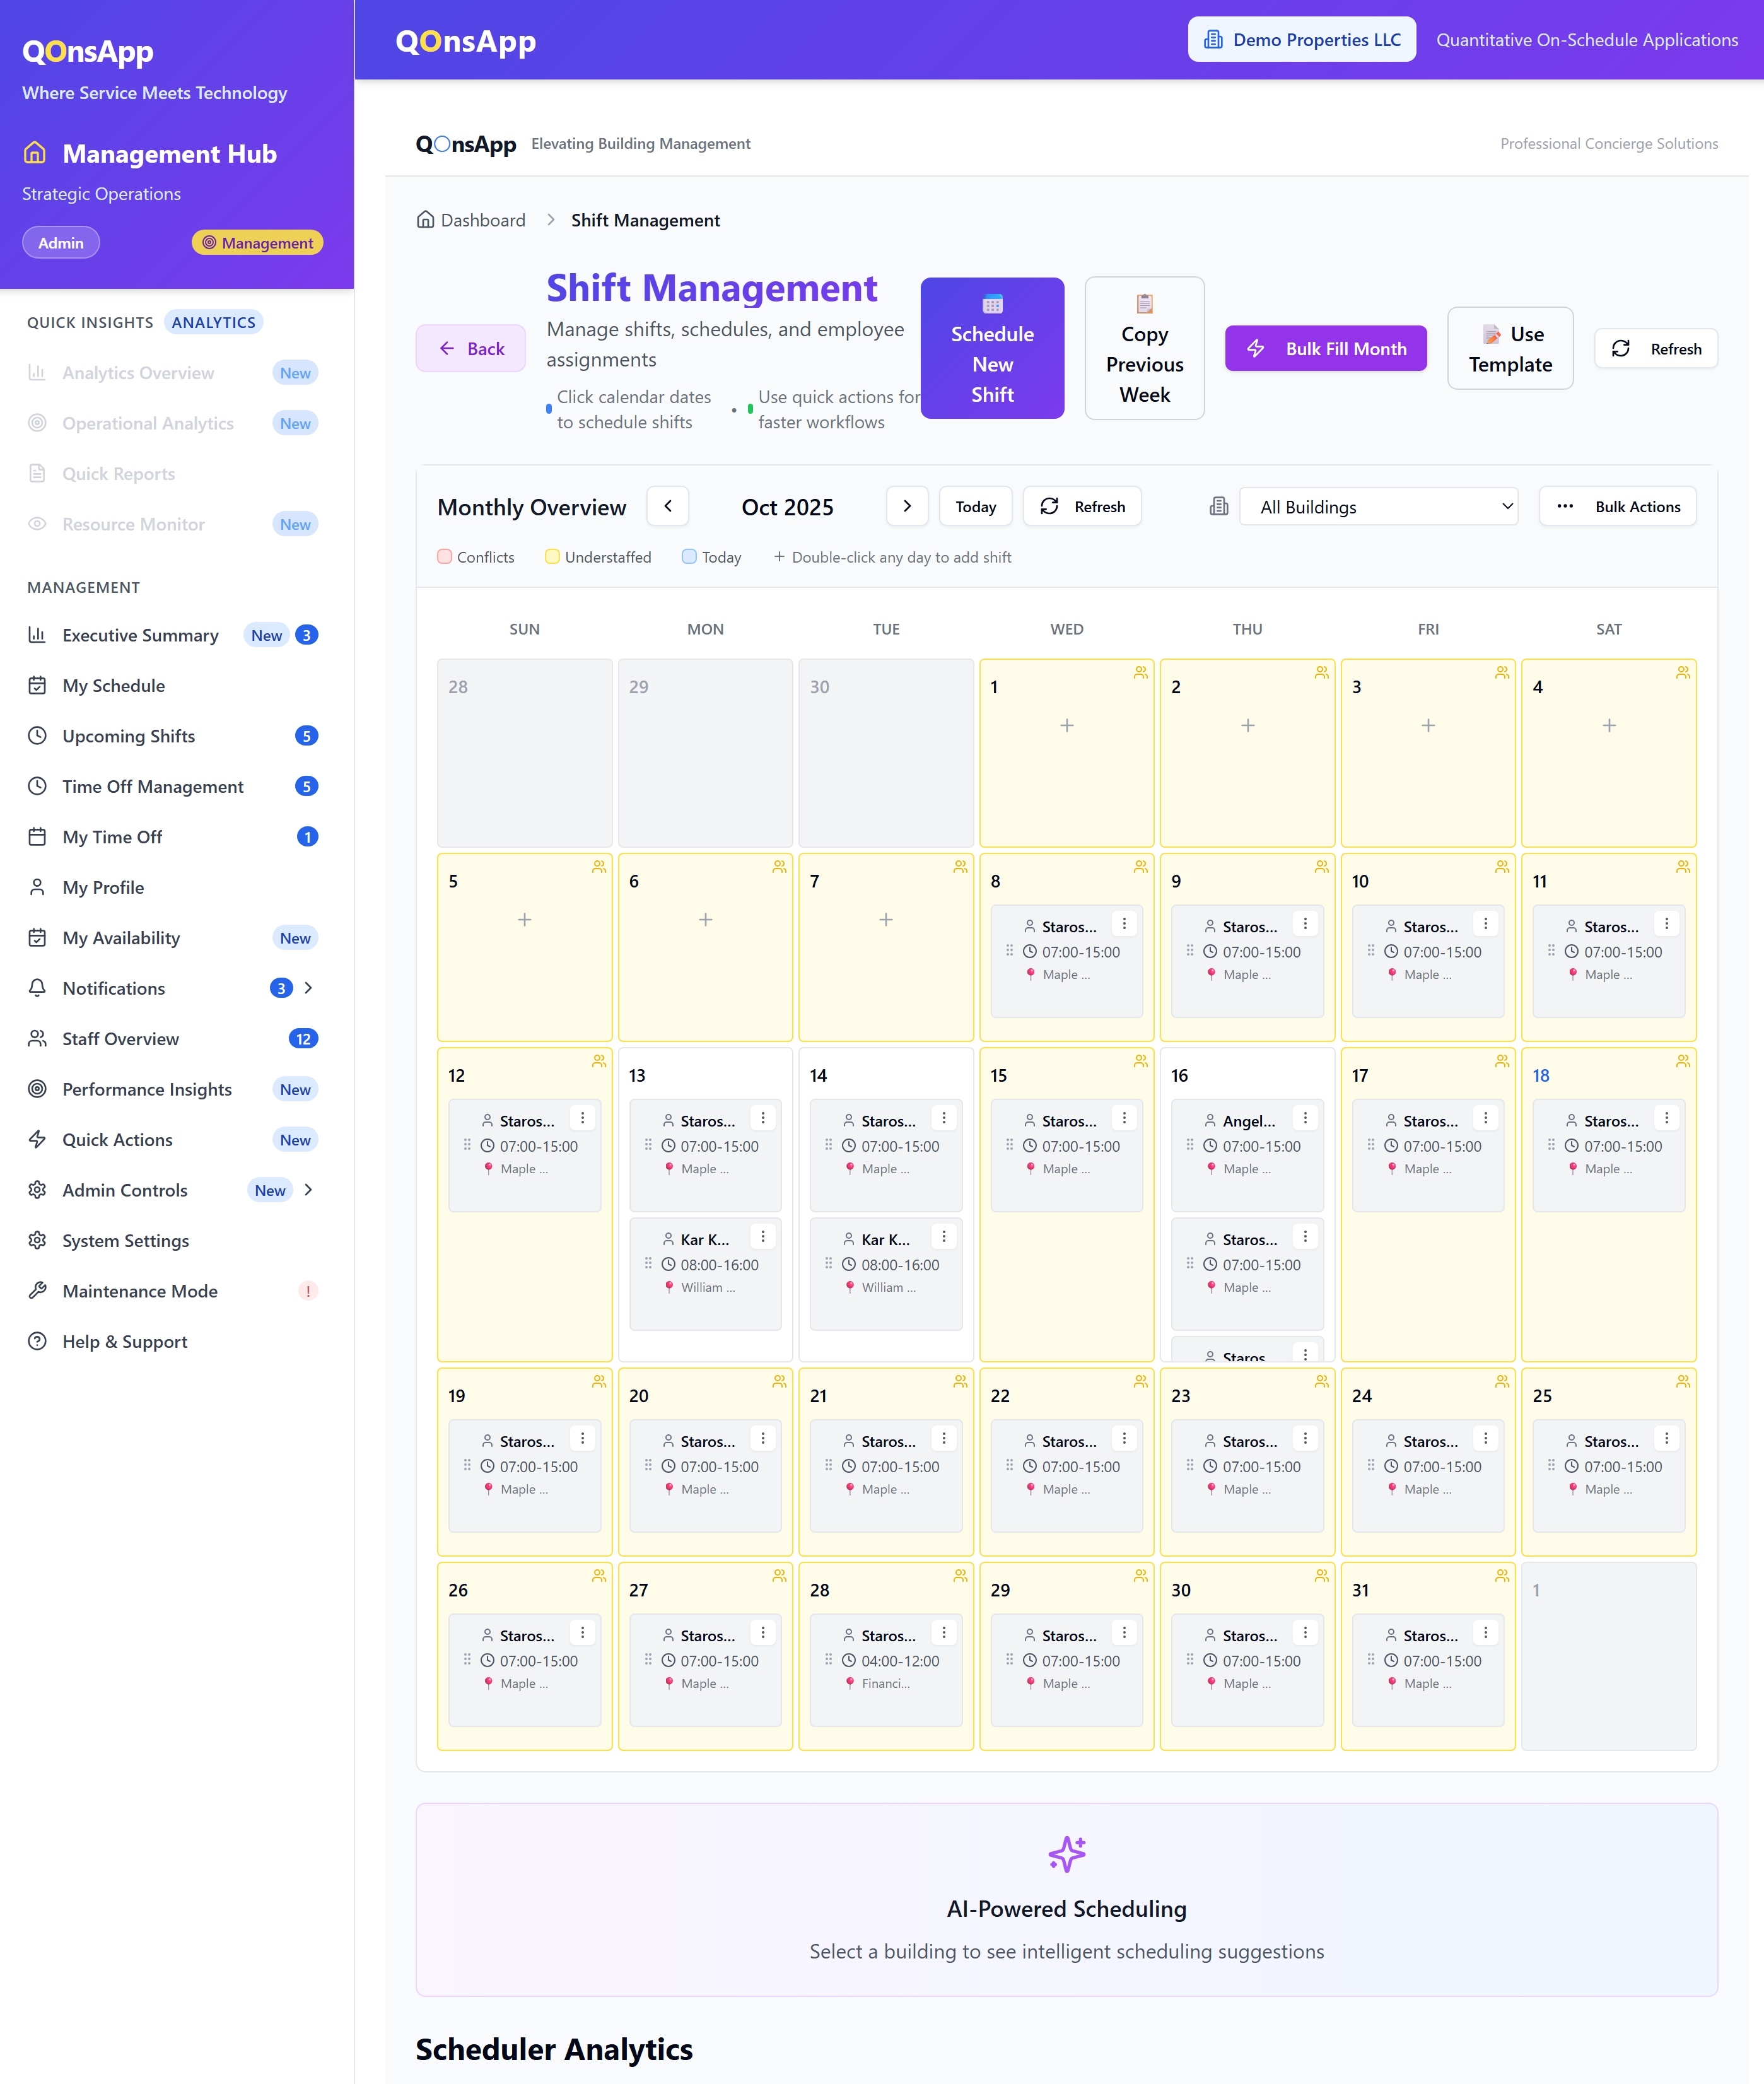 QOnsApp
Where Service Meets Technology
Management Hub
Strategic Operations
Admin
Management
QUICK INSIGHTS ANALYTICS
Analytics Overview New
Operational Analytics New
Quick Reports
Resource Monitor New
MANAGEMENT
Executive Summary New 3
My Schedule
Upcoming Shifts 5
Time Off Management 5
My Time Off 1
My Profile
My Availability New
Notifications 3
Staff Overview 12
Performance Insights New
Quick Actions New
Admin Controls New
System Settings
Maintenance Mode !
Help & Support
QOnsApp
Demo Properties LLC
Quantitative On-Schedule Applications
QOnsApp Elevating Building Management
Professional Concierge Solutions
Dashboard > Shift Management
Back
Shift Management
Manage shifts, schedules, and employee
assignments
Click calendar dates
to schedule shifts
• Use quick actions for
faster workflows
Schedule
New
Shift
Copy
Previous
Week
Bulk Fill Month
Use
Template
Refresh
Monthly Overview Oct 2025 Today Refresh All Buildings ... Bulk Actions
Conflicts Understaffed Today + Double-click any day to add shift
SUN MON TUE WED THU FRI SAT
28 29 30 1 2 3 4
+ + + +
5 6 7 8 9 10 11
+ + + Staros... Staros... Staros... Staros...
07:00-15:00 07:00-15:00 07:00-15:00 07:00-15:00
Maple ... Maple ... Maple ... Maple ...
12 13 14 15 16 17 18
Staros... Staros... Staros... Staros... Angel... Staros... Staros...
07:00-15:00 07:00-15:00 07:00-15:00 07:00-15:00 07:00-15:00 07:00-15:00 07:00-15:00
Maple ... Maple ... Maple ... Maple ... Maple ... Maple ... Maple ...
Kar K... Kar K... Staros...
08:00-16:00 08:00-16:00 07:00-15:00
William ... William ... Maple ...
Staros...
19 20 21 22 23 24 25
Staros... Staros... Staros... Staros... Staros... Staros... Staros...
07:00-15:00 07:00-15:00 07:00-15:00 07:00-15:00 07:00-15:00 07:00-15:00 07:00-15:00
Maple ... Maple ... Maple ... Maple ... Maple ... Maple ... Maple ...
26 27 28 29 30 31 1
Staros... Staros... Staros... Staros... Staros... Staros...
07:00-15:00 07:00-15:00 04:00-12:00 07:00-15:00 07:00-15:00 07:00-15:00
Maple ... Maple ... Financi... Maple ... Maple ... Maple ...
AI-Powered Scheduling
Select a building to see intelligent scheduling suggestions
Scheduler Analytics